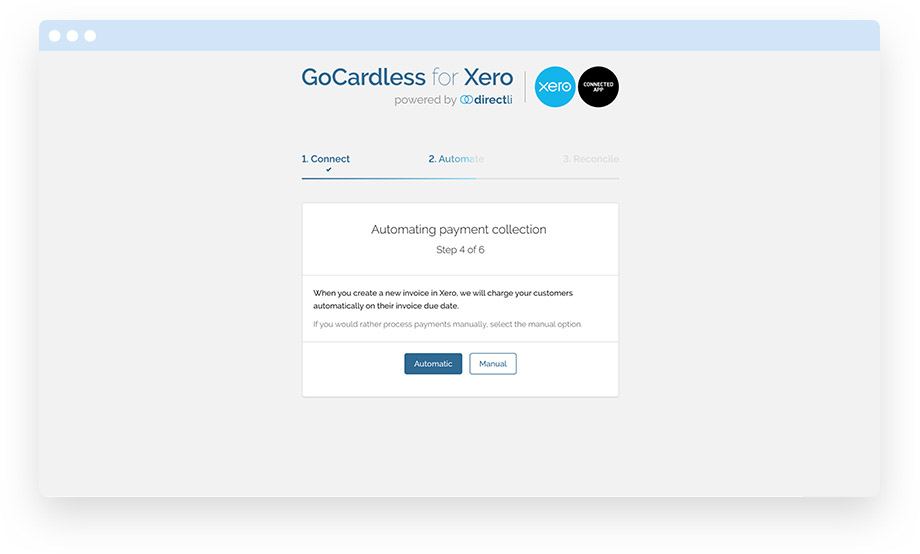 GoCardless for Xero
powered by directli
xero
CONNECTED
APP
1. Connect
2. Automate
3. Reconcile
Automating payment collection
Step 4 of 6
When you create a new invoice in Xero, we will charge your customers
automatically on their invoice due date.
If you would rather process payments manually, select the manual option
Automatic
Manual